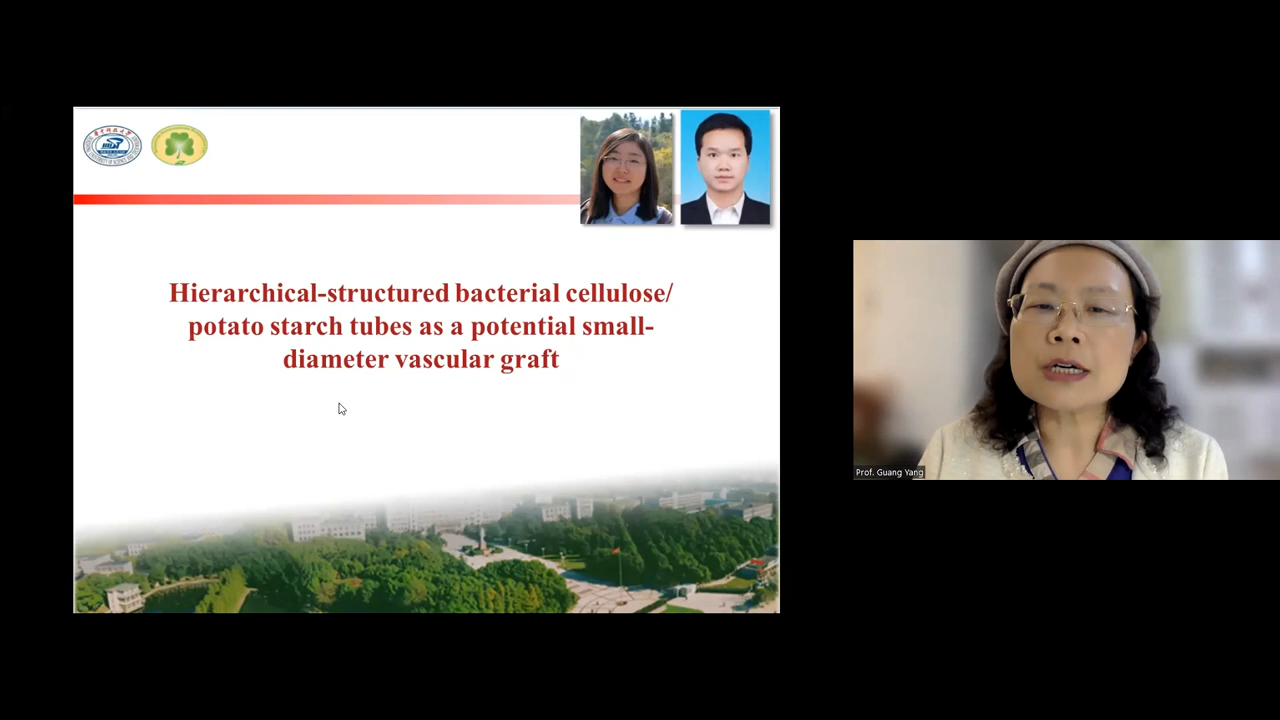 Hierarchical-structured bacterial cellulose/
potato starch tubes as a potential small-
diameter vascular graft
Prof. Guang Yang